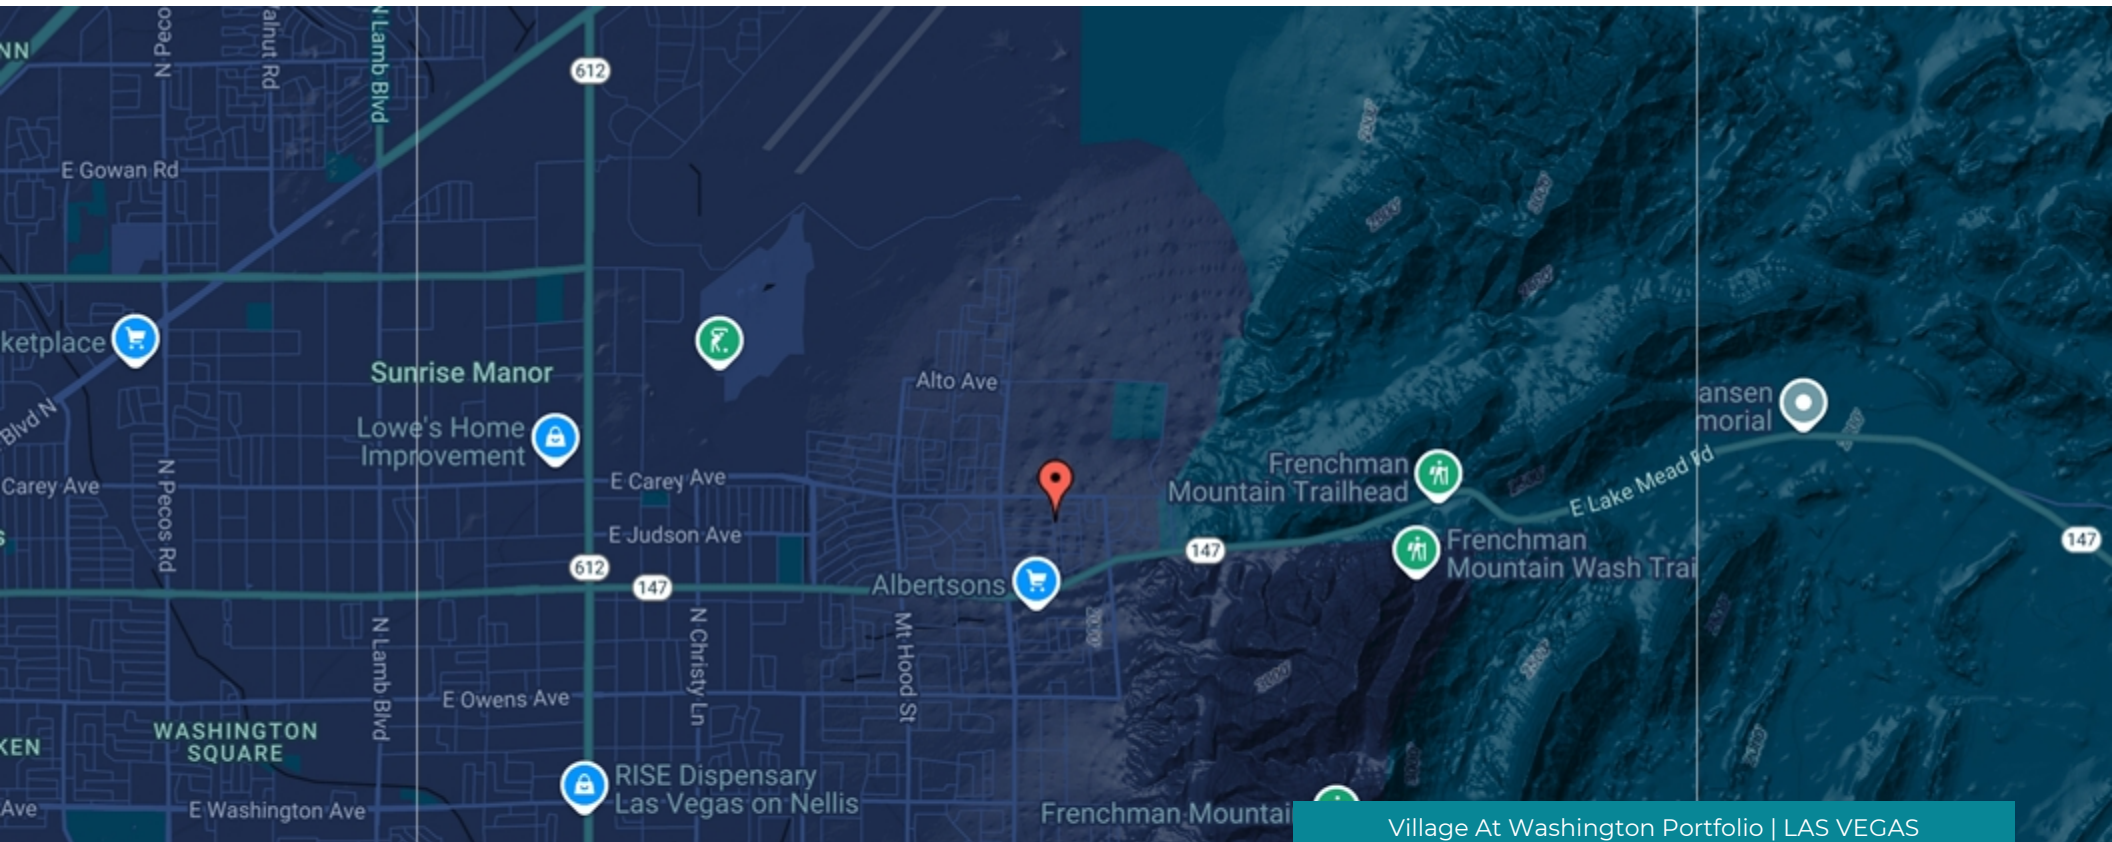 NN
N Peco
alnut Rd
N Lamb Blvd
612
E Gowan Rd
ketplace
Sunrise Manor
Lowe's Home
Improvement
Alto Ave
Blvd N
Carey Ave
N Pecos Rd
E Carey Ave
E Judson Ave
612
147
Albertsons
147
Frenchman
Mountain Trailhead
Frenchman
Mountain Wash Trai
E Lake Mead Rd
ansen
morial
147
2800'
2000'
N Lamb Blvd
N Christy Ln
Mt Hood St
E Owens Ave
WASHINGTON
SQUARE
KEN
RISE Dispensary
Las Vegas on Nellis
Ave
E Washington Ave
Frenchman Mountai
Village At Washington Portfolio | LAS VEGAS